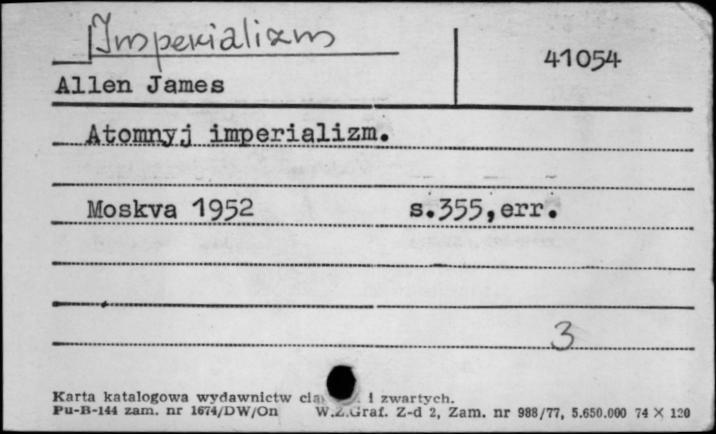 Imperializm
41054
Allen James
Atomnyj imperializm.
Moskva 1952 s.355,err.
3
Karta katalogowa wydawnictw i zwartych.
Pu-B-144 zam. nr 1674/DW/On W.Z.Graf. Z-d 2, Zam. nr 988/77, 5.650.000 74 X 120